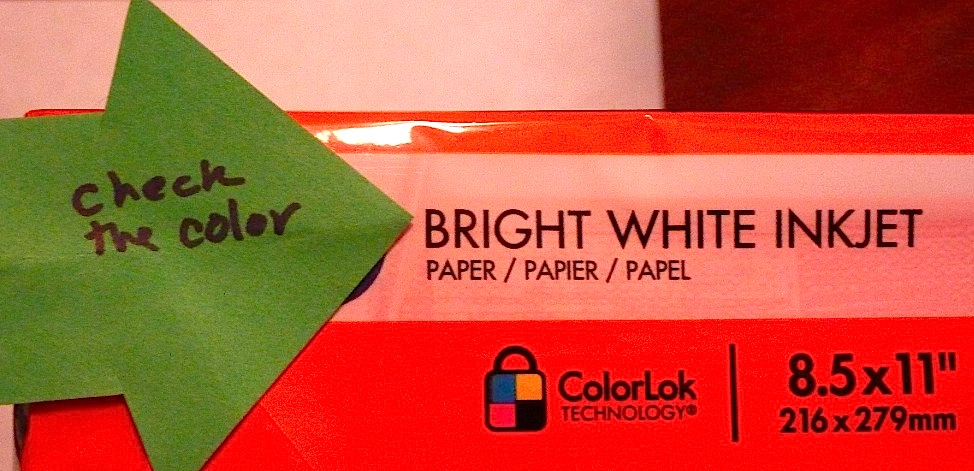 check
the color
BRIGHT WHITE INKJET
PAPER / PAPIER / PAPEL
ColorLok
TECHNOLOGY®
8.5x11"
216x279mm